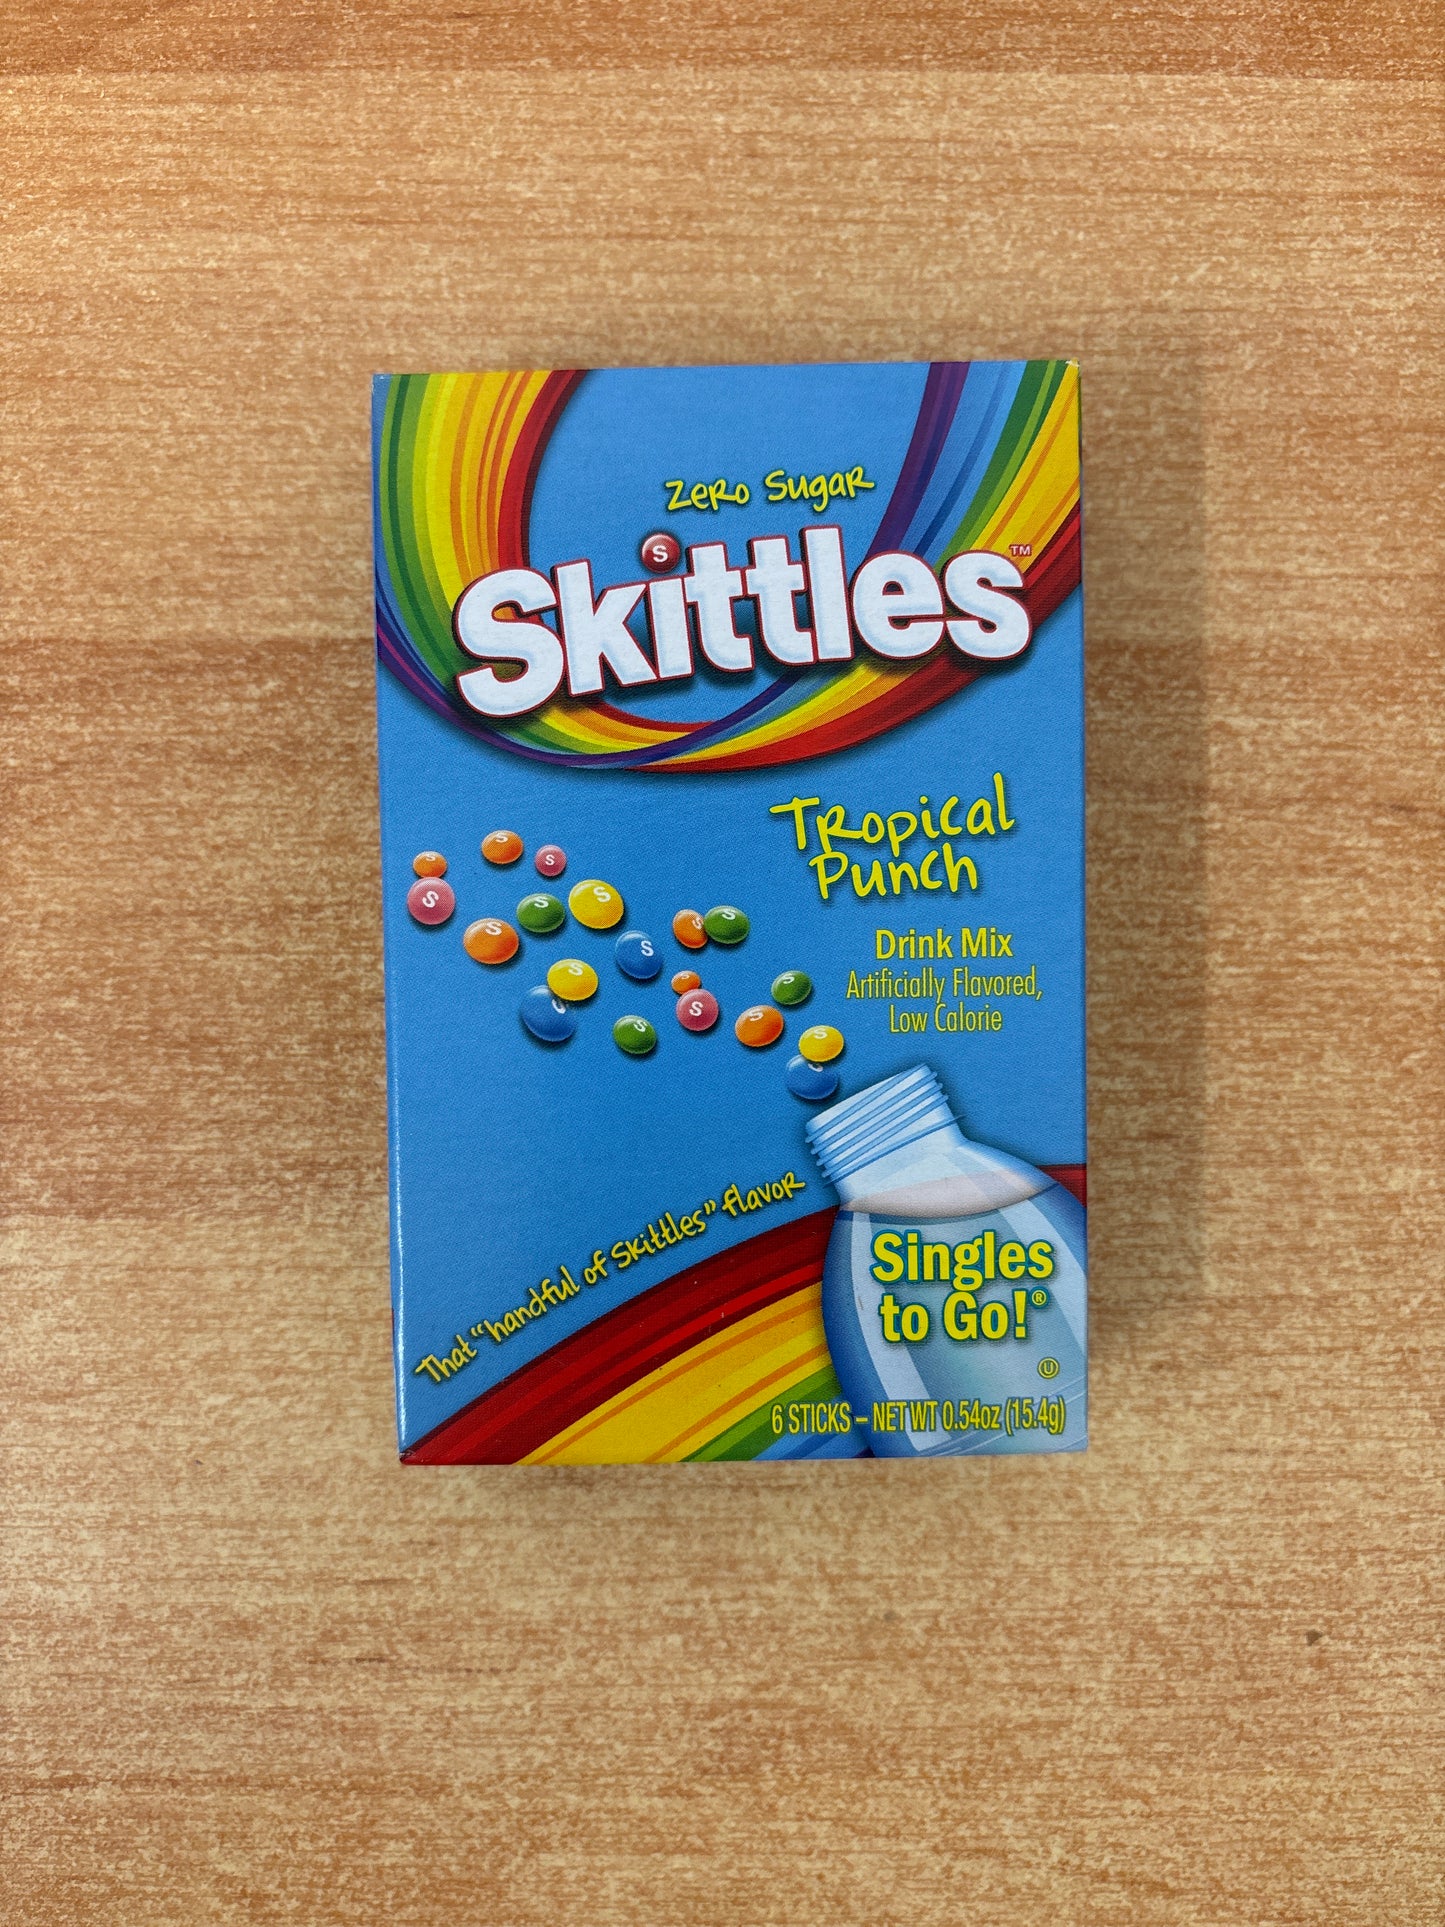 Zero Sugar
Skittles™
Tropical
Punch
Drink Mix
Artificially Flavored,
Low Calorie
That "handful of Skittles" flavor
Singles
to Go!®
U
6 STICKS – NET WT 0.54oz (15.4g)